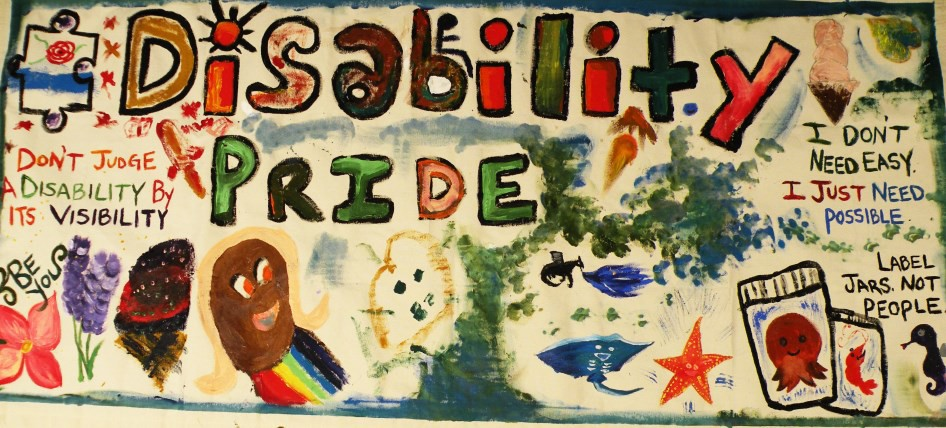 Disability
PRIDE
DON'T JUDGE
A DISABILITY By
ITS VISIBILITY
I DON'T
NEED EASY.
I JUST NEED
POSSIBLE
BE
YOU
LABEL
JARS. NOT
PEOPLE